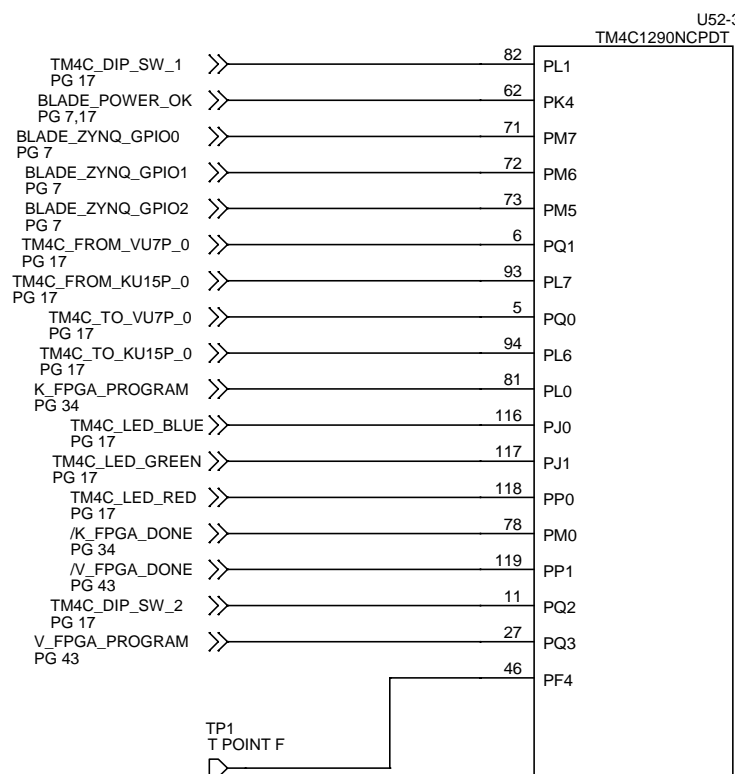 U52-3
TM4C1290NCPDT
TM4C_DIP_SW_1 82 PL1
PG 17
BLADE_POWER_OK 62 PK4
PG 7,17
BLADE_ZYNQ_GPIO0 71 PM7
PG 7
BLADE_ZYNQ_GPIO1 72 PM6
PG 7
BLADE_ZYNQ_GPIO2 73 PM5
PG 7
TM4C_FROM_VU7P_0 6 PQ1
PG 17
TM4C_FROM_KU15P_0 93 PL7
PG 17
TM4C_TO_VU7P_0 5 PQ0
PG 17
TM4C_TO_KU15P_0 94 PL6
PG 17
K_FPGA_PROGRAM 81 PL0
PG 34
TM4C_LED_BLUE 116 PJ0
PG 17
TM4C_LED_GREEN 117 PJ1
PG 17
TM4C_LED_RED 118 PP0
PG 17
/K_FPGA_DONE 78 PM0
PG 34
/V_FPGA_DONE 119 PP1
PG 43
TM4C_DIP_SW_2 11 PQ2
PG 17
V_FPGA_PROGRAM 27 PQ3
PG 43
46 PF4
TP1
T POINT F